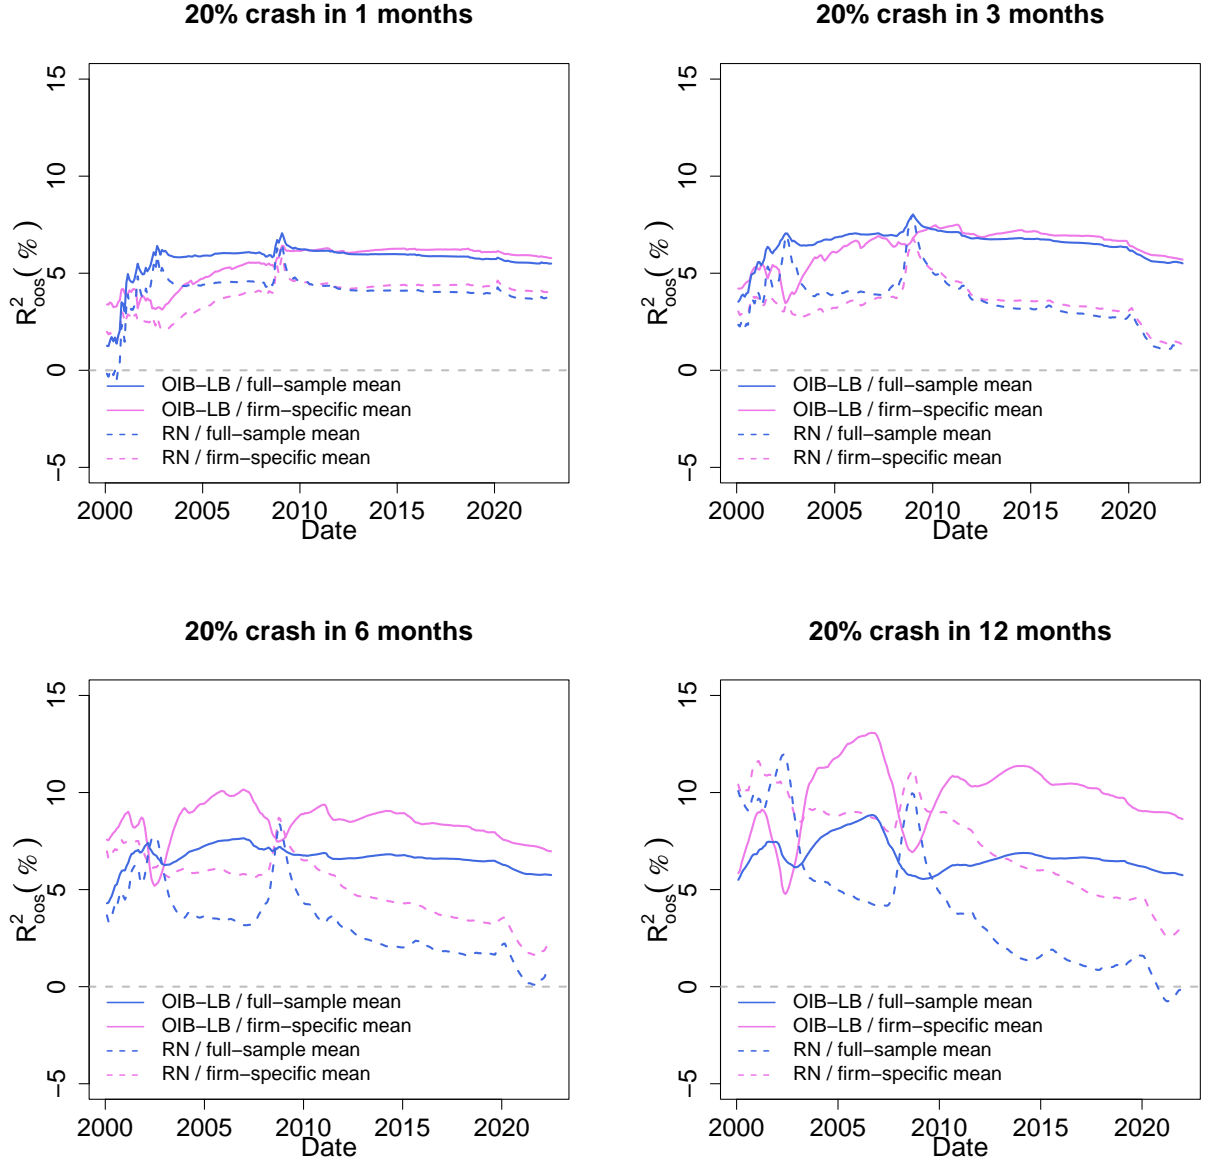 20% crash in 1 months
R²oos( % )
15
10
5
0
−5
OIB−LB / full−sample mean
OIB−LB / firm−specific mean
RN / full−sample mean
RN / firm−specific mean
2000 2005 2010 2015 2020
Date
20% crash in 3 months
R²oos( % )
15
10
5
0
−5
OIB−LB / full−sample mean
OIB−LB / firm−specific mean
RN / full−sample mean
RN / firm−specific mean
2000 2005 2010 2015 2020
Date
20% crash in 6 months
R²oos( % )
15
10
5
0
−5
OIB−LB / full−sample mean
OIB−LB / firm−specific mean
RN / full−sample mean
RN / firm−specific mean
2000 2005 2010 2015 2020
Date
20% crash in 12 months
R²oos( % )
15
10
5
0
−5
OIB−LB / full−sample mean
OIB−LB / firm−specific mean
RN / full−sample mean
RN / firm−specific mean
2000 2005 2010 2015 2020
Date